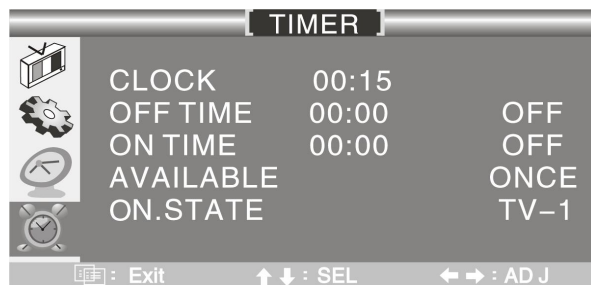 [ TIMER ]
CLOCK 00:15
OFF TIME 00:00 OFF
ON TIME 00:00 OFF
AVAILABLE ONCE
ON.STATE TV–1
: Exit ↑ ↓ : SEL ← → : AD J